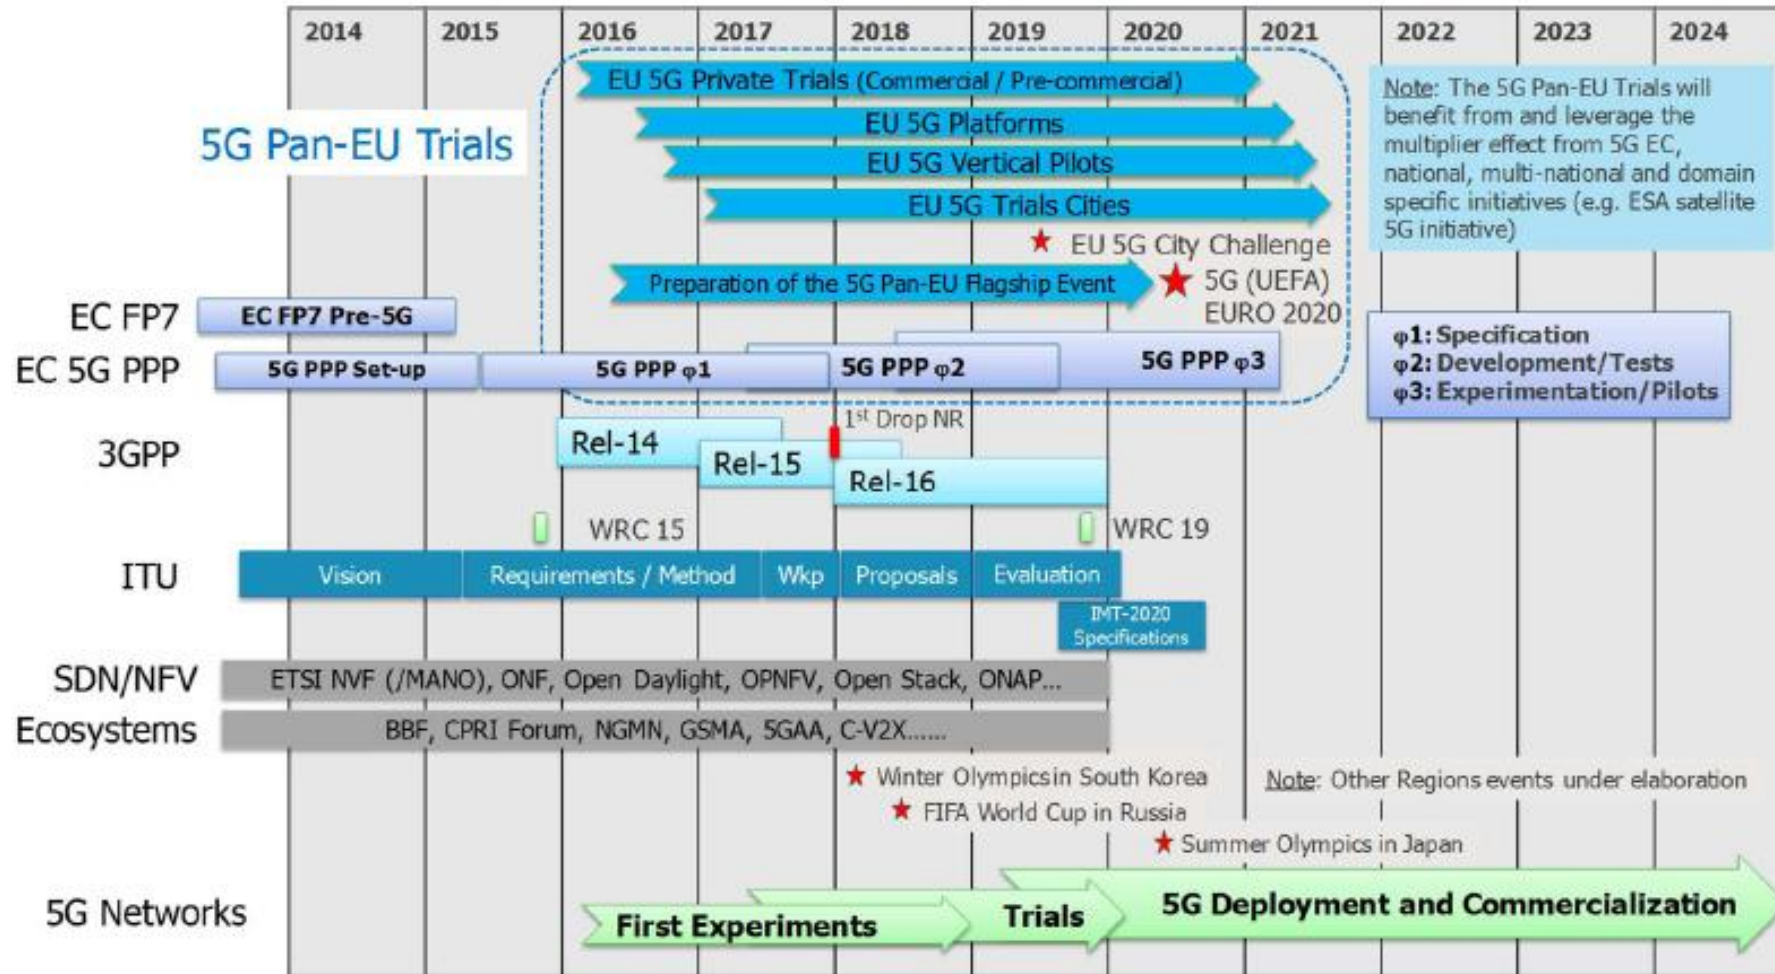 2014 2015 2016 2017 2018 2019 2020 2021 2022 2023 2024
5G Pan-EU Trials
EU 5G Private Trials (Commercial / Pre-commercial)
EU 5G Platforms
EU 5G Vertical Pilots
EU 5G Trials Cities
EU 5G City Challenge
Preparation of the 5G Pan-EU Flagship Event
5G (UEFA)
EURO 2020
Note: The 5G Pan-EU Trials will
benefit from and leverage the
multiplier effect from 5G EC,
national, multi-national and domain
specific initiatives (e.g. ESA satellite
5G initiative)
EC FP7
EC FP7 Pre-5G
EC 5G PPP
5G PPP Set-up
5G PPP φ1
5G PPP φ2
5G PPP φ3
φ1: Specification
φ2: Development/Tests
φ3: Experimentation/Pilots
3GPP
Rel-14
Rel-15
1st Drop NR
Rel-16
WRC 15
WRC 19
ITU
Vision
Requirements / Method
Wkp
Proposals
Evaluation
IMT-2020
Specifications
SDN/NFV
ETSI NVF (/MANO), ONF, Open Daylight, OPNFV, Open Stack, ONAP...
Ecosystems
BBF, CPRI Forum, NGMN, GSMA, 5GAA, C-V2X......
Winter Olympics in South Korea
FIFA World Cup in Russia
Summer Olympics in Japan
Note: Other Regions events under elaboration
5G Networks
First Experiments
Trials
5G Deployment and Commercialization